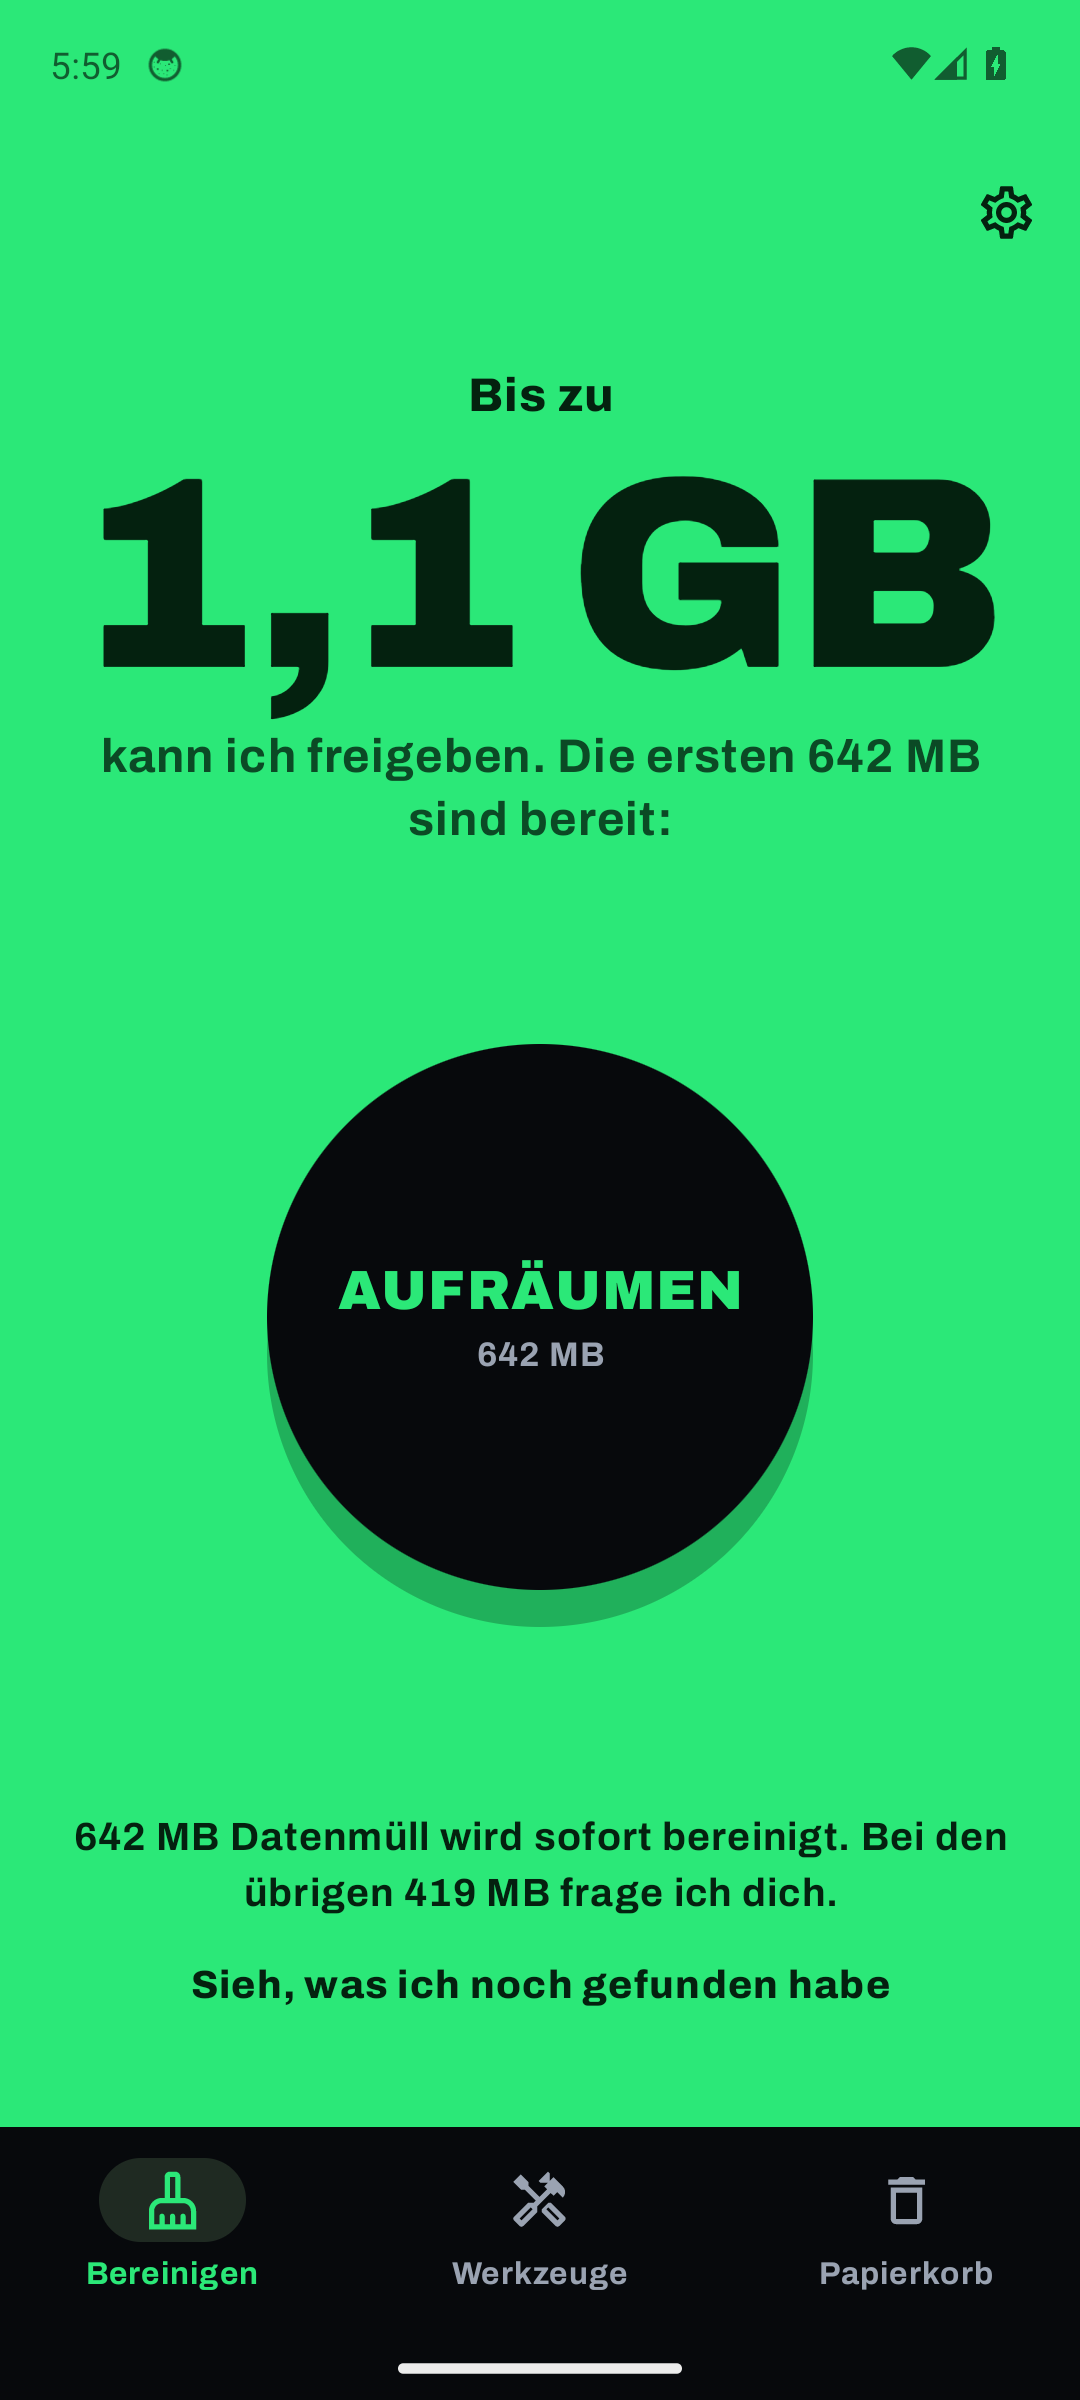 5:59
Bis zu
1,1 GB
kann ich freigeben. Die ersten 642 MB
sind bereit:
AUFRÄUMEN
642 MB
642 MB Datenmüll wird sofort bereinigt. Bei den
übrigen 419 MB frage ich dich.
Sieh, was ich noch gefunden habe
Bereinigen
Werkzeuge
Papierkorb